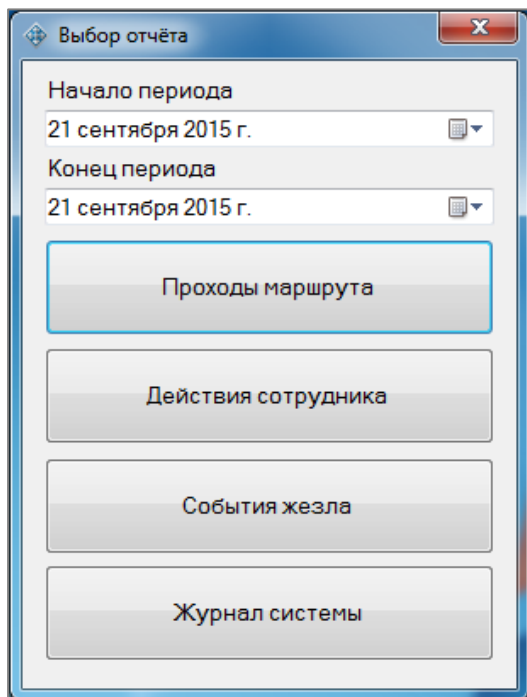 Выбор отчёта
Начало периода
21 сентября 2015 г.
Конец периода
21 сентября 2015 г.
Проходы маршрута
Действия сотрудника
События жезла
Журнал системы